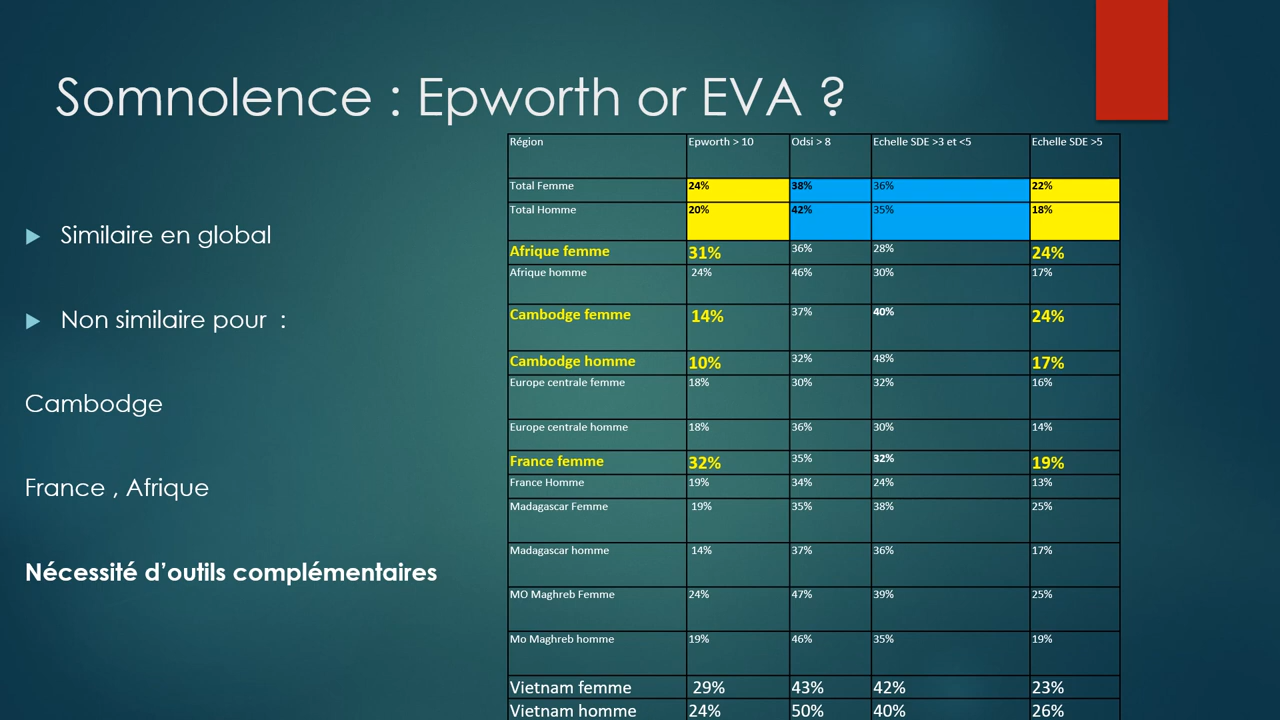 Somnolence : Epworth or EVA ?
Similaire en global
Non similaire pour :
Cambodge
France , Afrique
Nécessité d’outils complémentaires
Région Epworth > 10 Odsi > 8 Echelle SDE >3 et <5 Echelle SDE >5
Total Femme 24% 38% 36% 22%
Total Homme 20% 42% 35% 18%
Afrique femme 31% 36% 28% 24%
Afrique homme 24% 46% 30% 17%
Cambodge femme 14% 37% 40% 24%
Cambodge homme 10% 32% 48% 17%
Europe centrale femme 18% 30% 32% 16%
Europe centrale homme 18% 36% 30% 14%
France femme 32% 35% 32% 19%
France Homme 19% 34% 24% 13%
Madagascar Femme 19% 35% 38% 25%
Madagascar homme 14% 37% 36% 17%
MO Maghreb Femme 24% 47% 39% 25%
Mo Maghreb homme 19% 46% 35% 19%
Vietnam femme 29% 43% 42% 23%
Vietnam homme 24% 50% 40% 26%